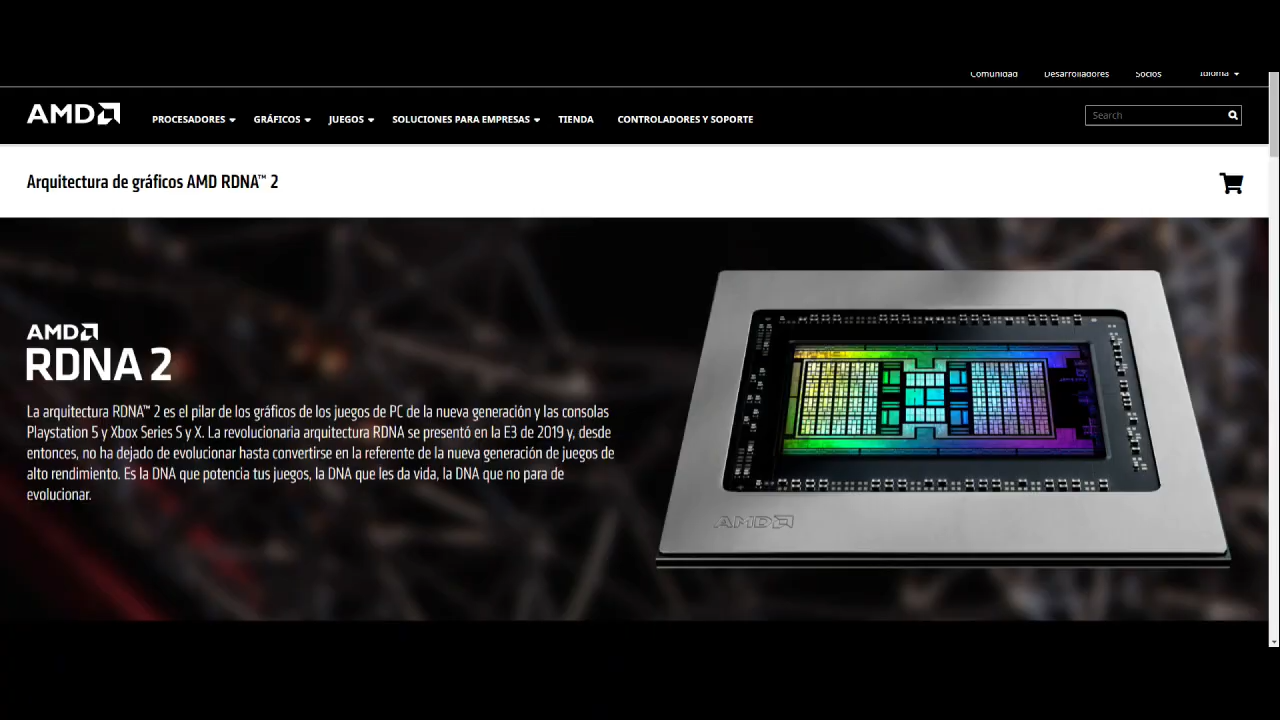 Comunidad Desarrolladores Socios Idioma
AMD PROCESADORES GRÁFICOS JUEGOS SOLUCIONES PARA EMPRESAS TIENDA CONTROLADORES Y SOPORTE Search
Arquitectura de gráficos AMD RDNA™ 2
AMD
RDNA 2
La arquitectura RDNA™ 2 es el pilar de los gráficos de los juegos de PC de la nueva generación y las consolas
Playstation 5 y Xbox Series S y X. La revolucionaria arquitectura RDNA se presentó en la E3 de 2019 y, desde
entonces, no ha dejado de evolucionar hasta convertirse en la referente de la nueva generación de juegos de
alto rendimiento. Es la DNA que potencia tus juegos, la DNA que les da vida, la DNA que no para de
evolucionar.
AMD